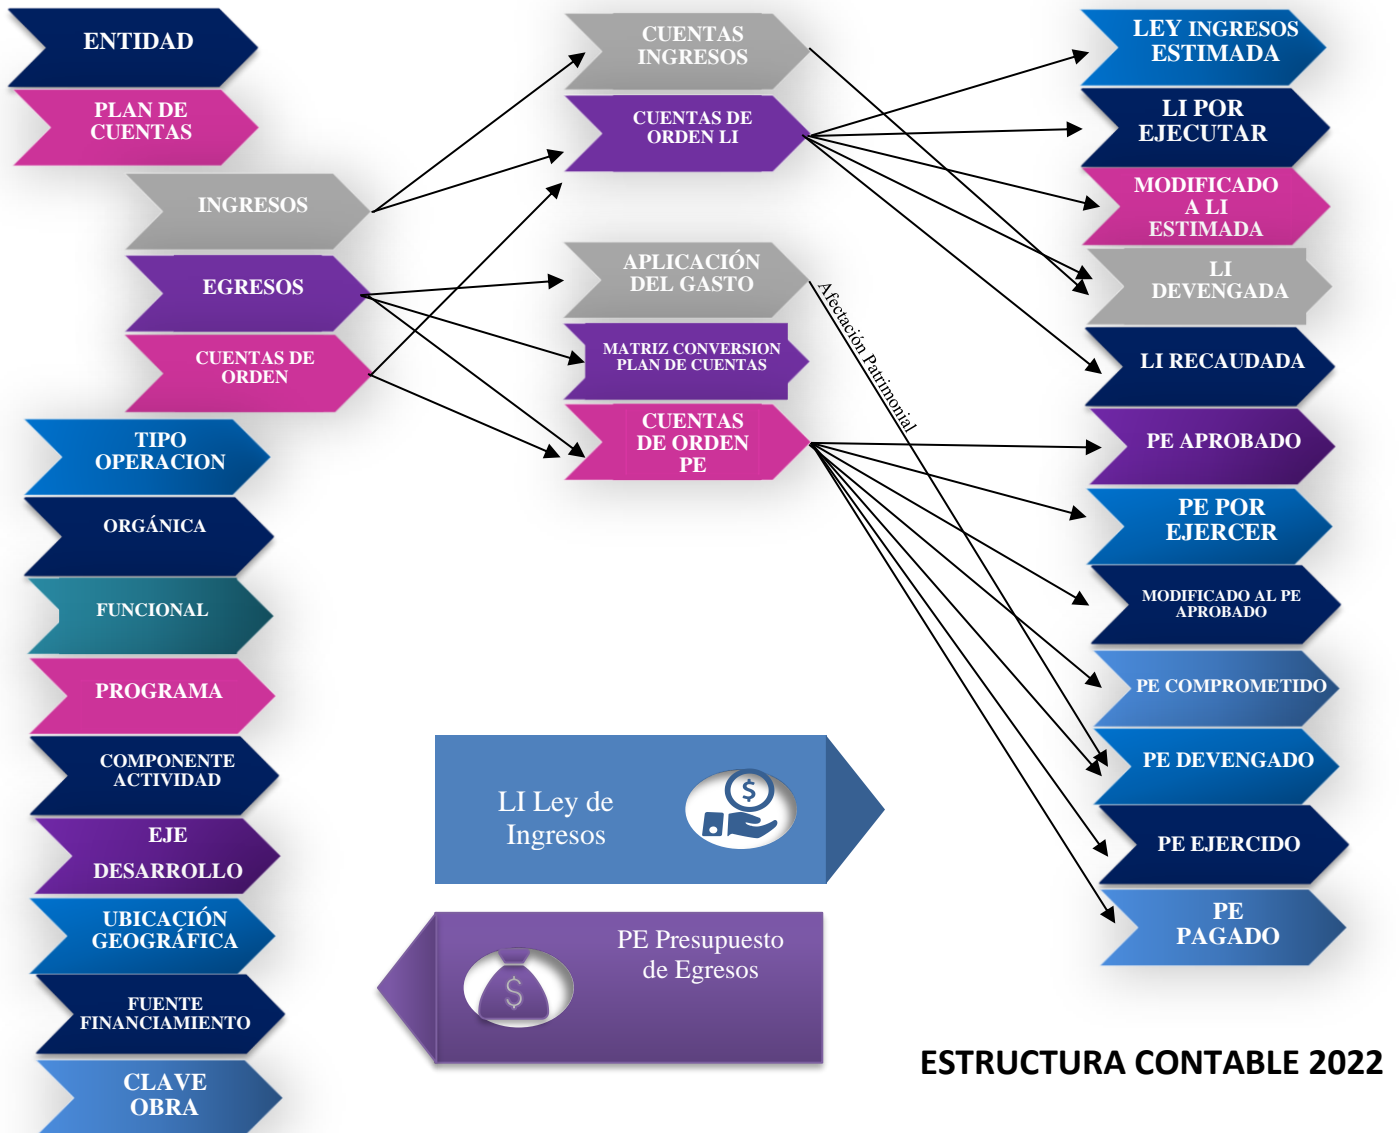 ENTIDAD
PLAN DE
CUENTAS
INGRESOS
EGRESOS
CUENTAS DE
ORDEN
TIPO
OPERACION
ORGÁNICA
FUNCIONAL
PROGRAMA
COMPONENTE
ACTIVIDAD
EJE
DESARROLLO
UBICACIÓN
GEOGRÁFICA
FUENTE
FINANCIAMIENTO
CLAVE
OBRA
CUENTAS
INGRESOS
CUENTAS DE
ORDEN LI
APLICACIÓN
DEL GASTO
MATRIZ CONVERSION
PLAN DE CUENTAS
CUENTAS
DE ORDEN
PE
Afectación Patrimonial
LEY INGRESOS
ESTIMADA
LI POR
EJECUTAR
MODIFICADO
A LI
ESTIMADA
LI
DEVENGADA
LI RECAUDADA
PE APROBADO
PE POR
EJERCER
MODIFICADO AL PE
APROBADO
PE COMPROMETIDO
PE DEVENGADO
PE EJERCIDO
PE
PAGADO
LI Ley de
Ingresos
$
PE Presupuesto
de Egresos
$
ESTRUCTURA CONTABLE 2022